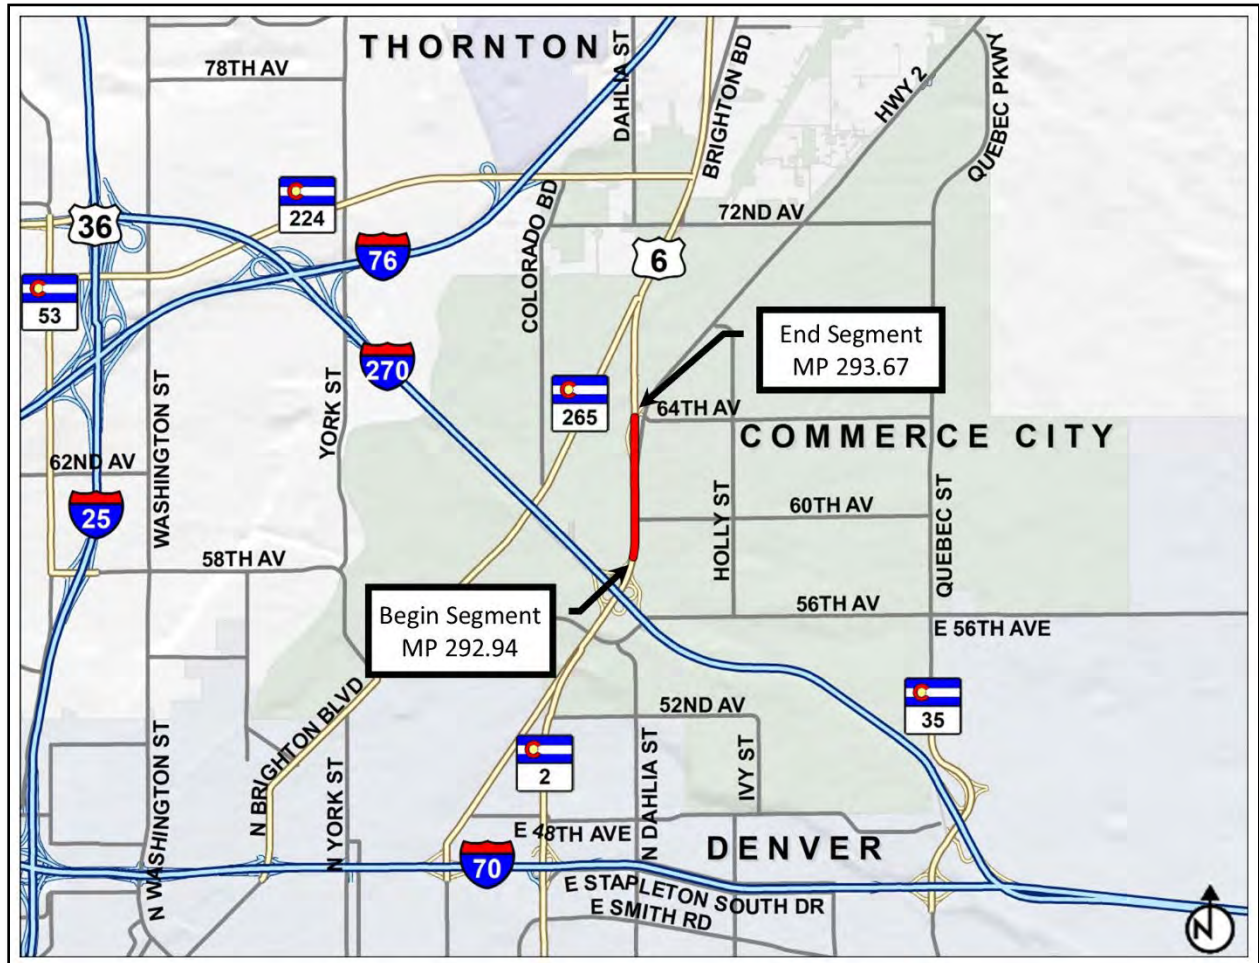 THORNTON
78TH AV
DAHLIA ST
BRIGHTON BD
HWY 2
QUEBEC PKWY
224
36
76
COLORADO BD
72ND AV
6
53
270
End Segment
MP 293.67
265
64TH AV
COMMERCE CITY
WASHINGTON ST
YORK ST
62ND AV
25
HOLLY ST
60TH AV
QUEBEC ST
58TH AV
56TH AV
E 56TH AVE
Begin Segment
MP 292.94
N BRIGHTON BLVD
52ND AV
35
2
N DAHLIA ST
IVY ST
N WASHINGTON ST
N YORK ST
E 48TH AVE
DENVER
70
E STAPLETON SOUTH DR
E SMITH RD
N